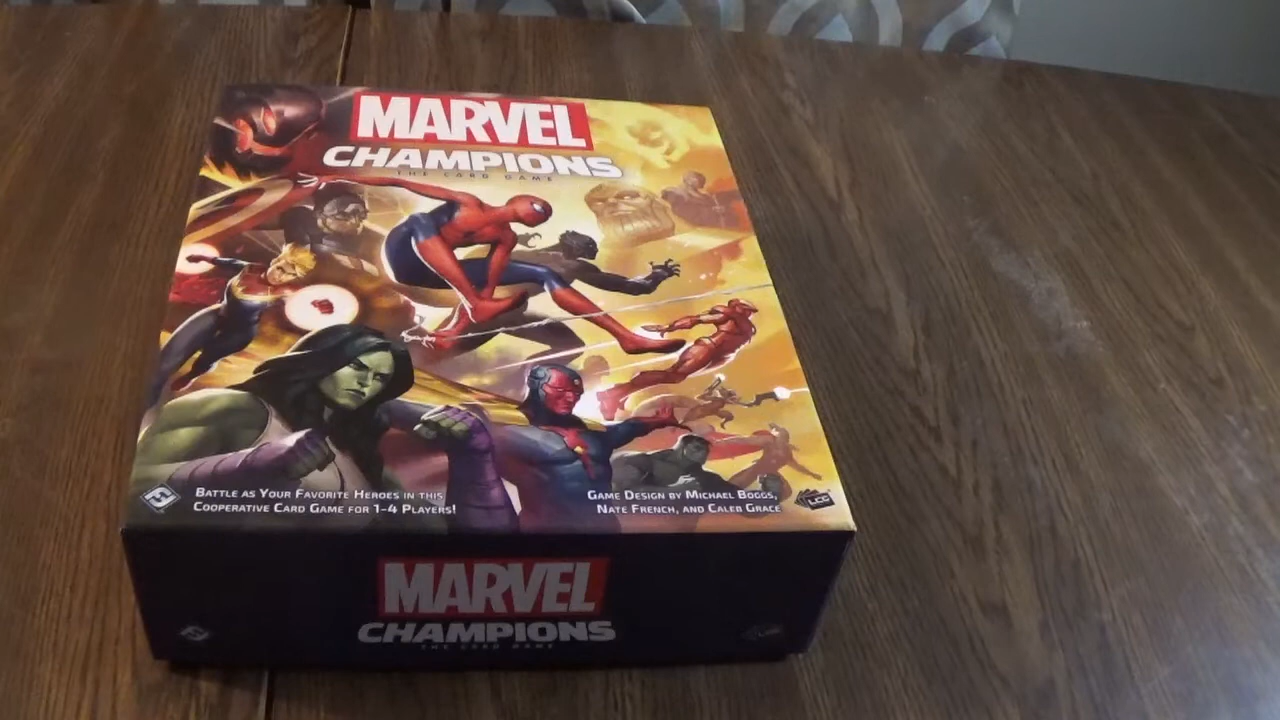 MARVEL
CHAMPIONS
THE CARD GAME
BATTLE AS YOUR FAVORITE HEROES IN THIS
COOPERATIVE CARD GAME FOR 1-4 PLAYERS!
GAME DESIGN BY MICHAEL BOGGS,
NATE FRENCH, AND CALEB GRACE
LCG
MARVEL
CHAMPIONS
THE CARD GAME